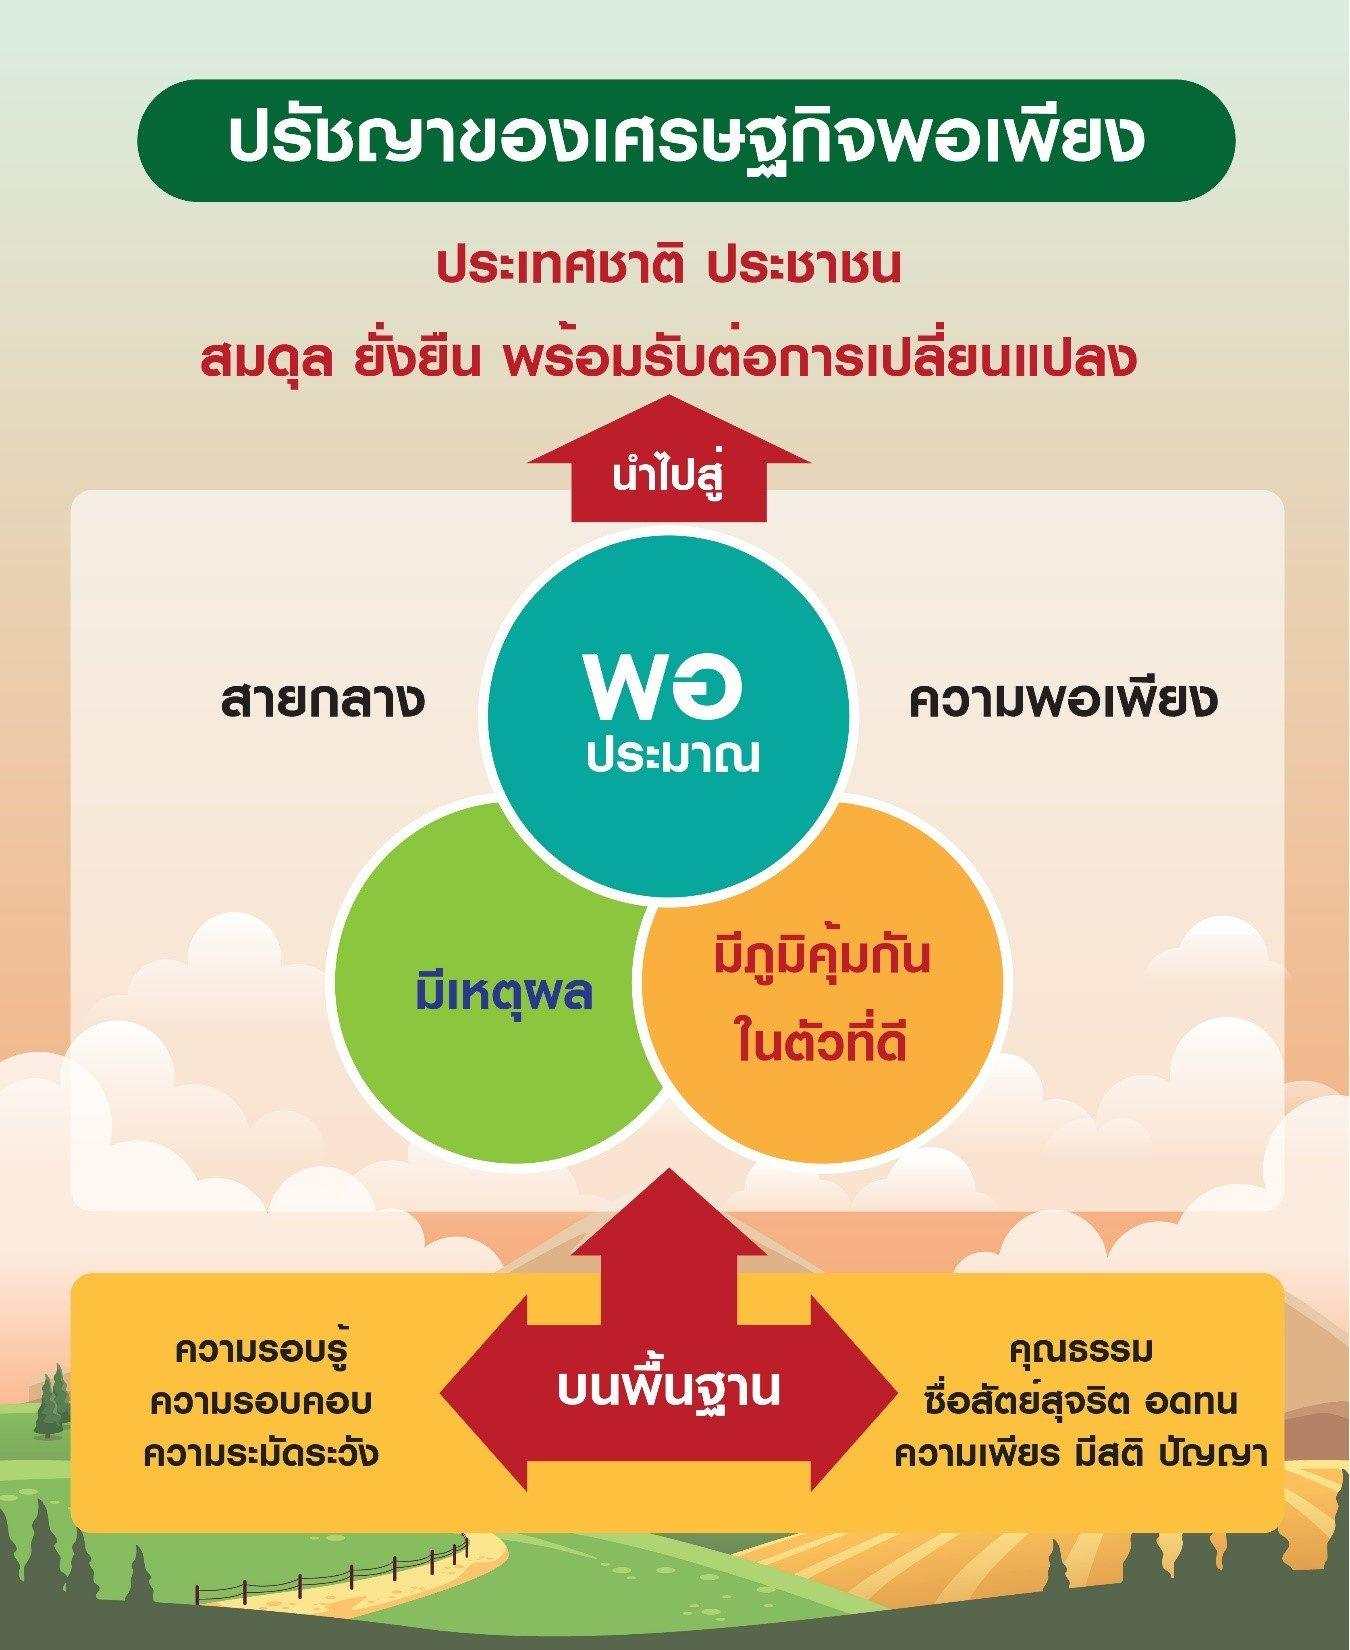 ปรัชญาของเศรษฐกิจพอเพียง
ประเทศชาติ ประชาชน
สมดุล ยั่งยืน พร้อมรับต่อการเปลี่ยนแปลง
นำไปสู่
สายกลาง
พอ
ประมาณ
ความพอเพียง
มีเหตุผล
มีภูมิคุ้มกัน
ในตัวที่ดี
บนพื้นฐาน
ความรอบรู้
ความรอบคอบ
ความระมัดระวัง
คุณธรรม
ซื่อสัตย์สุจริต อดทน
ความเพียร มีสติ ปัญญา